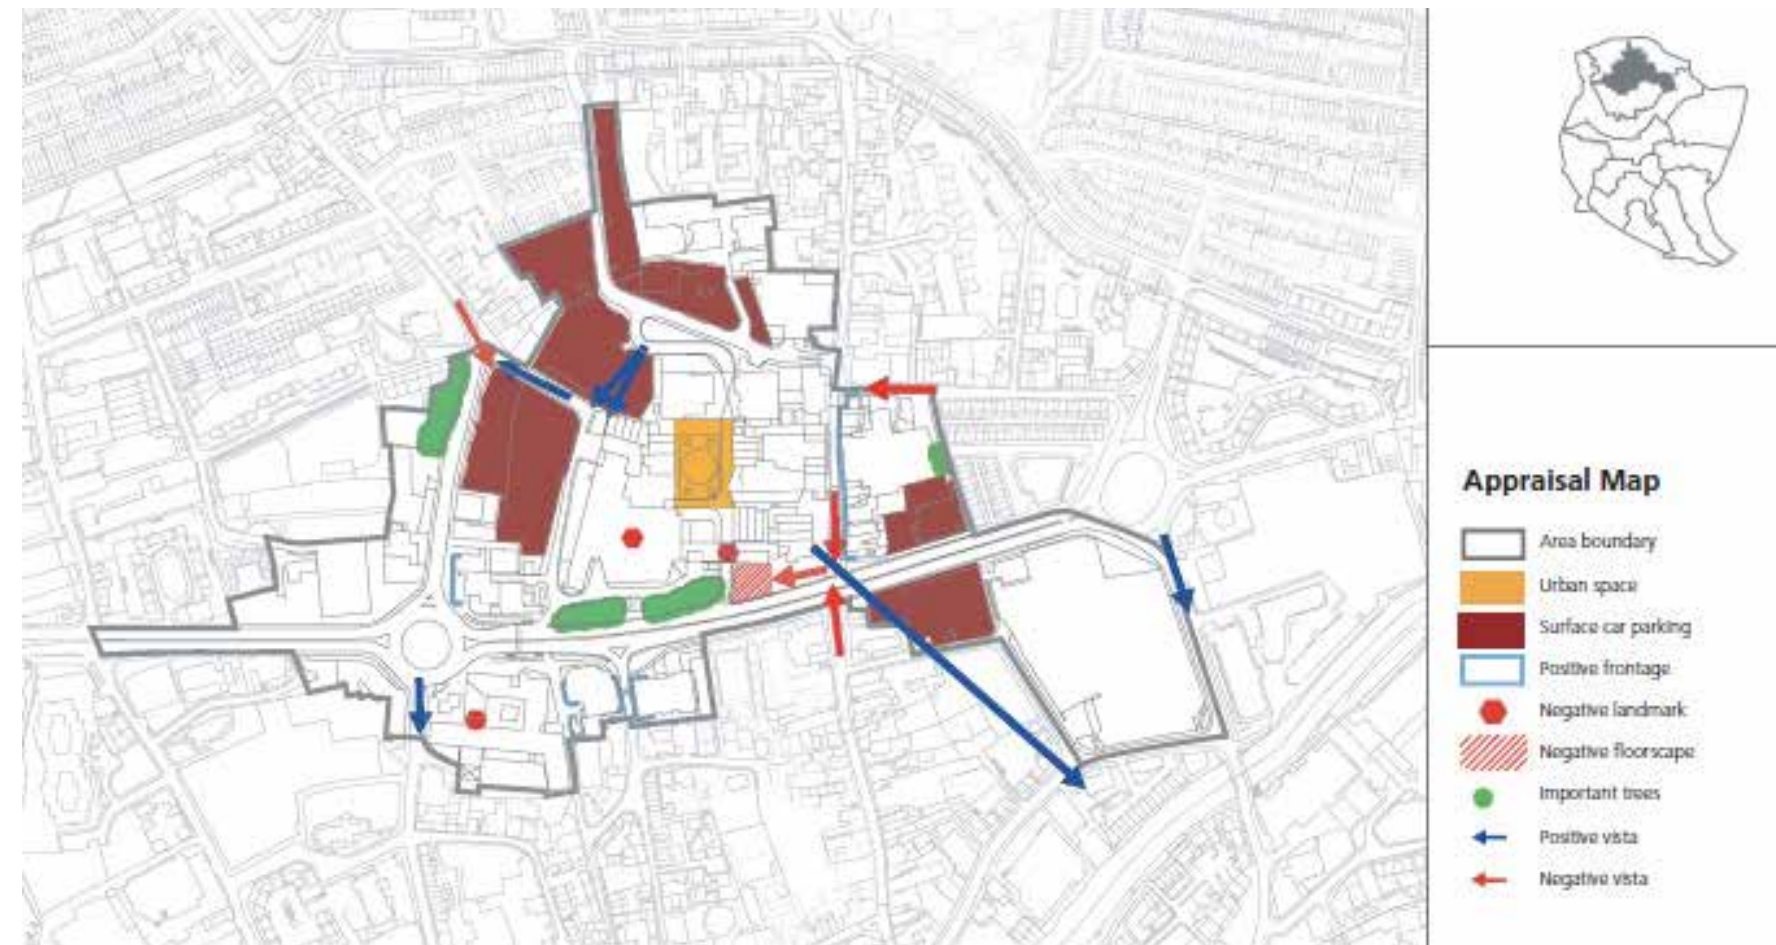 Appraisal Map
Area boundary
Urban space
Surface car parking
Positive frontage
Negative landmark
Negative floorscape
Important trees
Positive vista
Negative vista